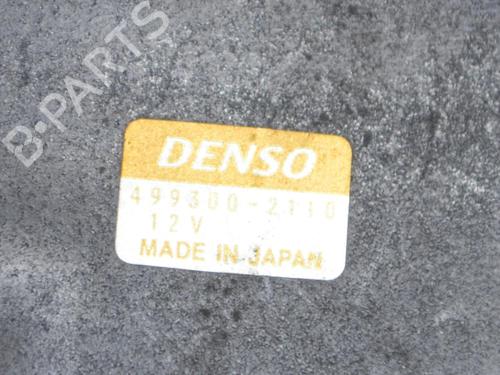 B-PARTS
DENSO
499300-2110
12V
MADE IN JAPAN